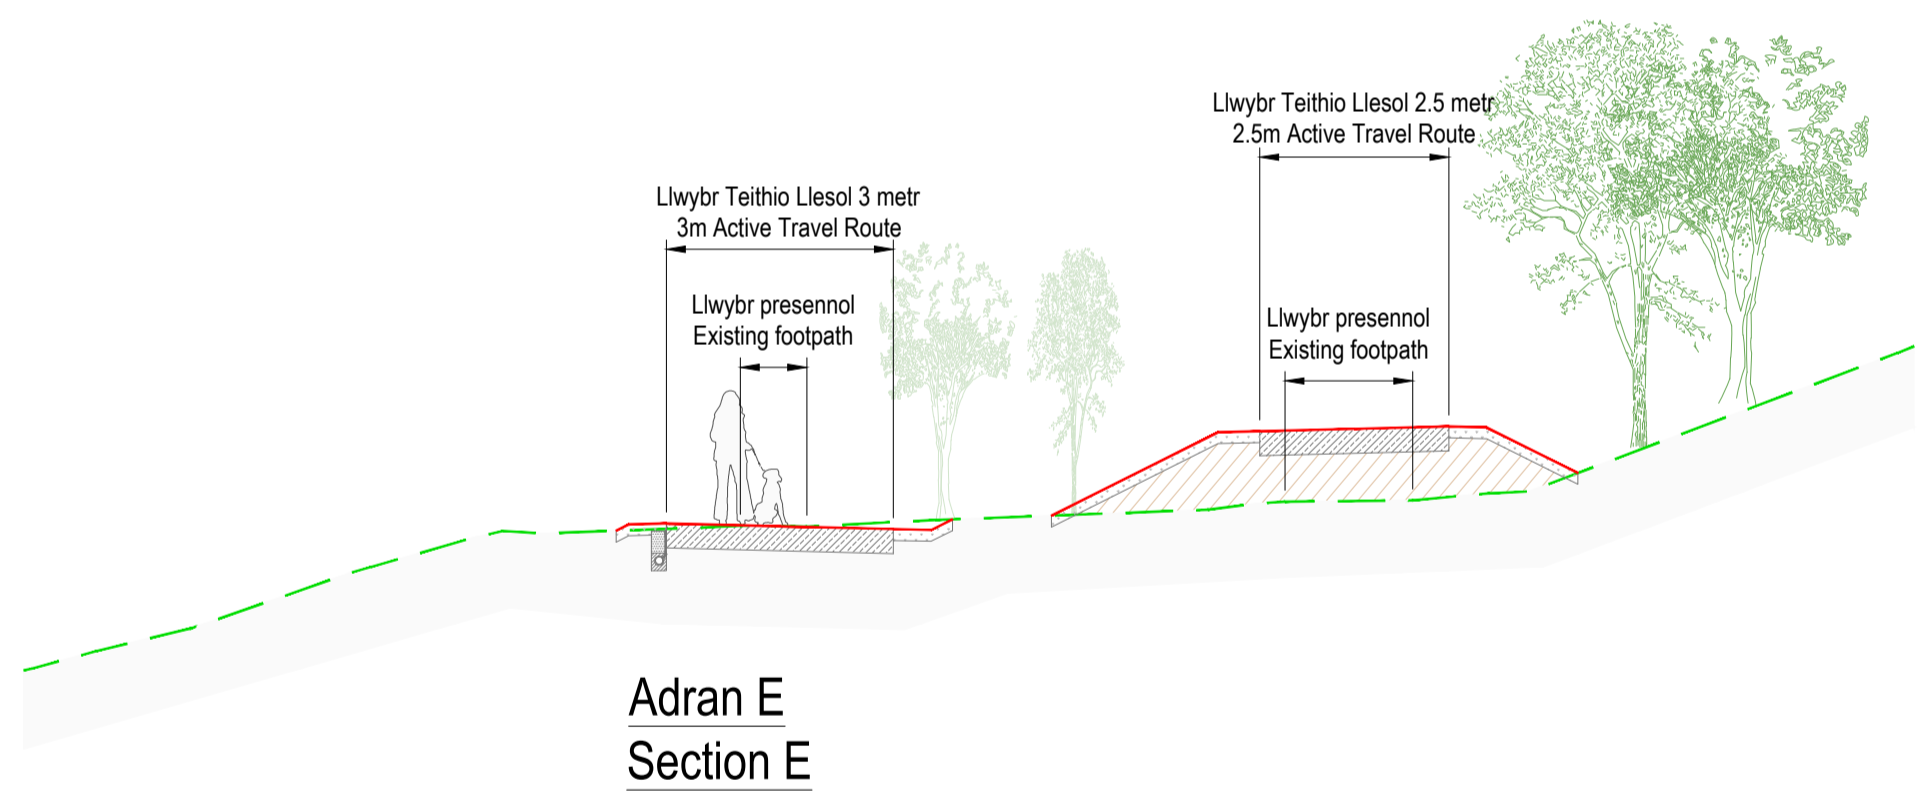 Llwybr Teithio Llesol 2.5 metr
2.5m Active Travel Route
Llwybr Teithio Llesol 3 metr
3m Active Travel Route
Llwybr presennol
Existing footpath
Llwybr presennol
Existing footpath
Adran E
Section E